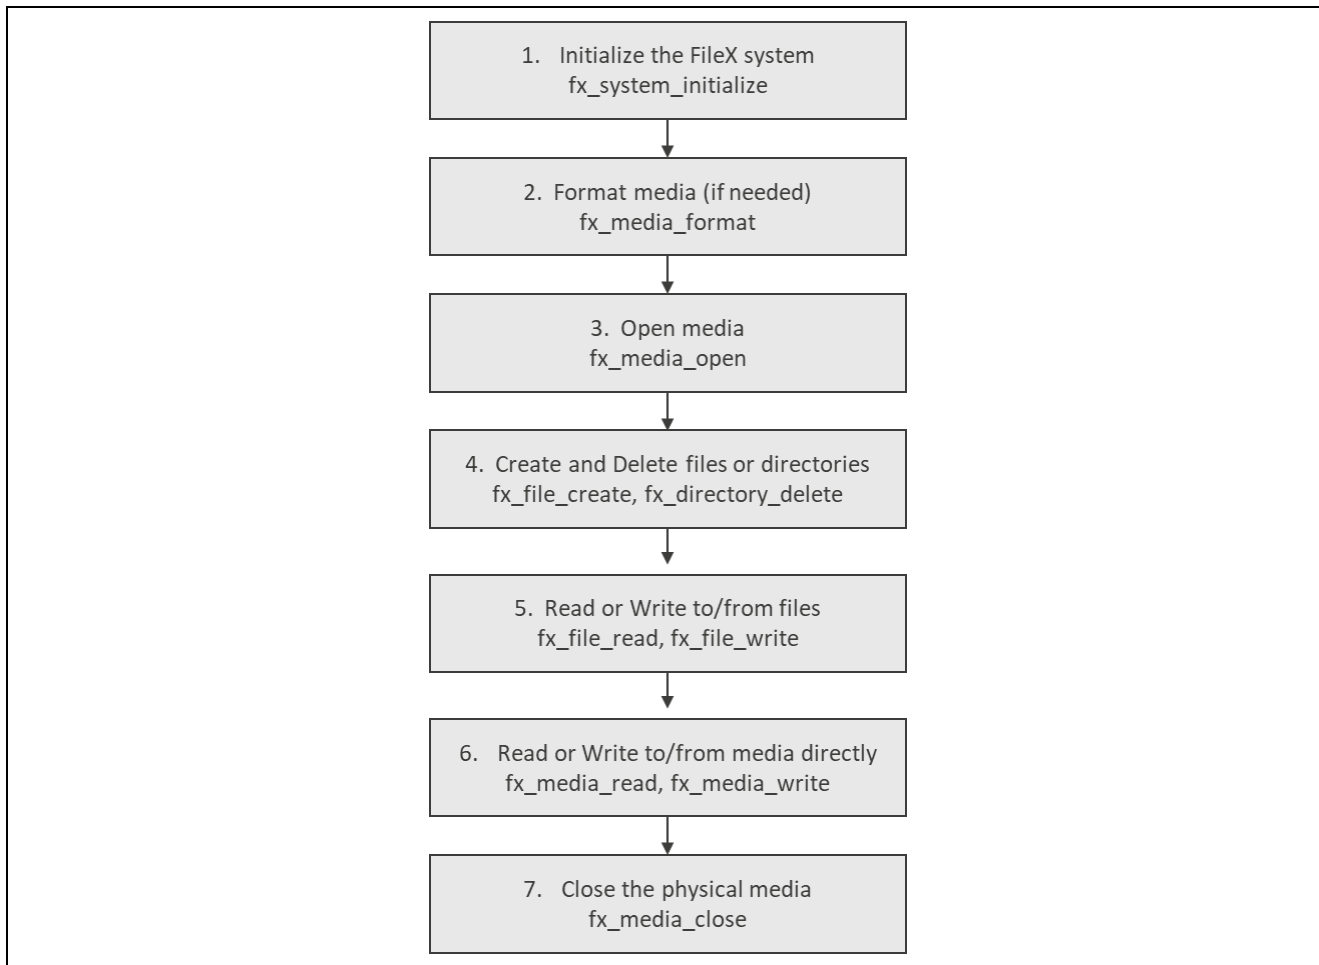 1. Initialize the FileX system
fx_system_initialize
2. Format media (if needed)
fx_media_format
3. Open media
fx_media_open
4. Create and Delete files or directories
fx_file_create, fx_directory_delete
5. Read or Write to/from files
fx_file_read, fx_file_write
6. Read or Write to/from media directly
fx_media_read, fx_media_write
7. Close the physical media
fx_media_close